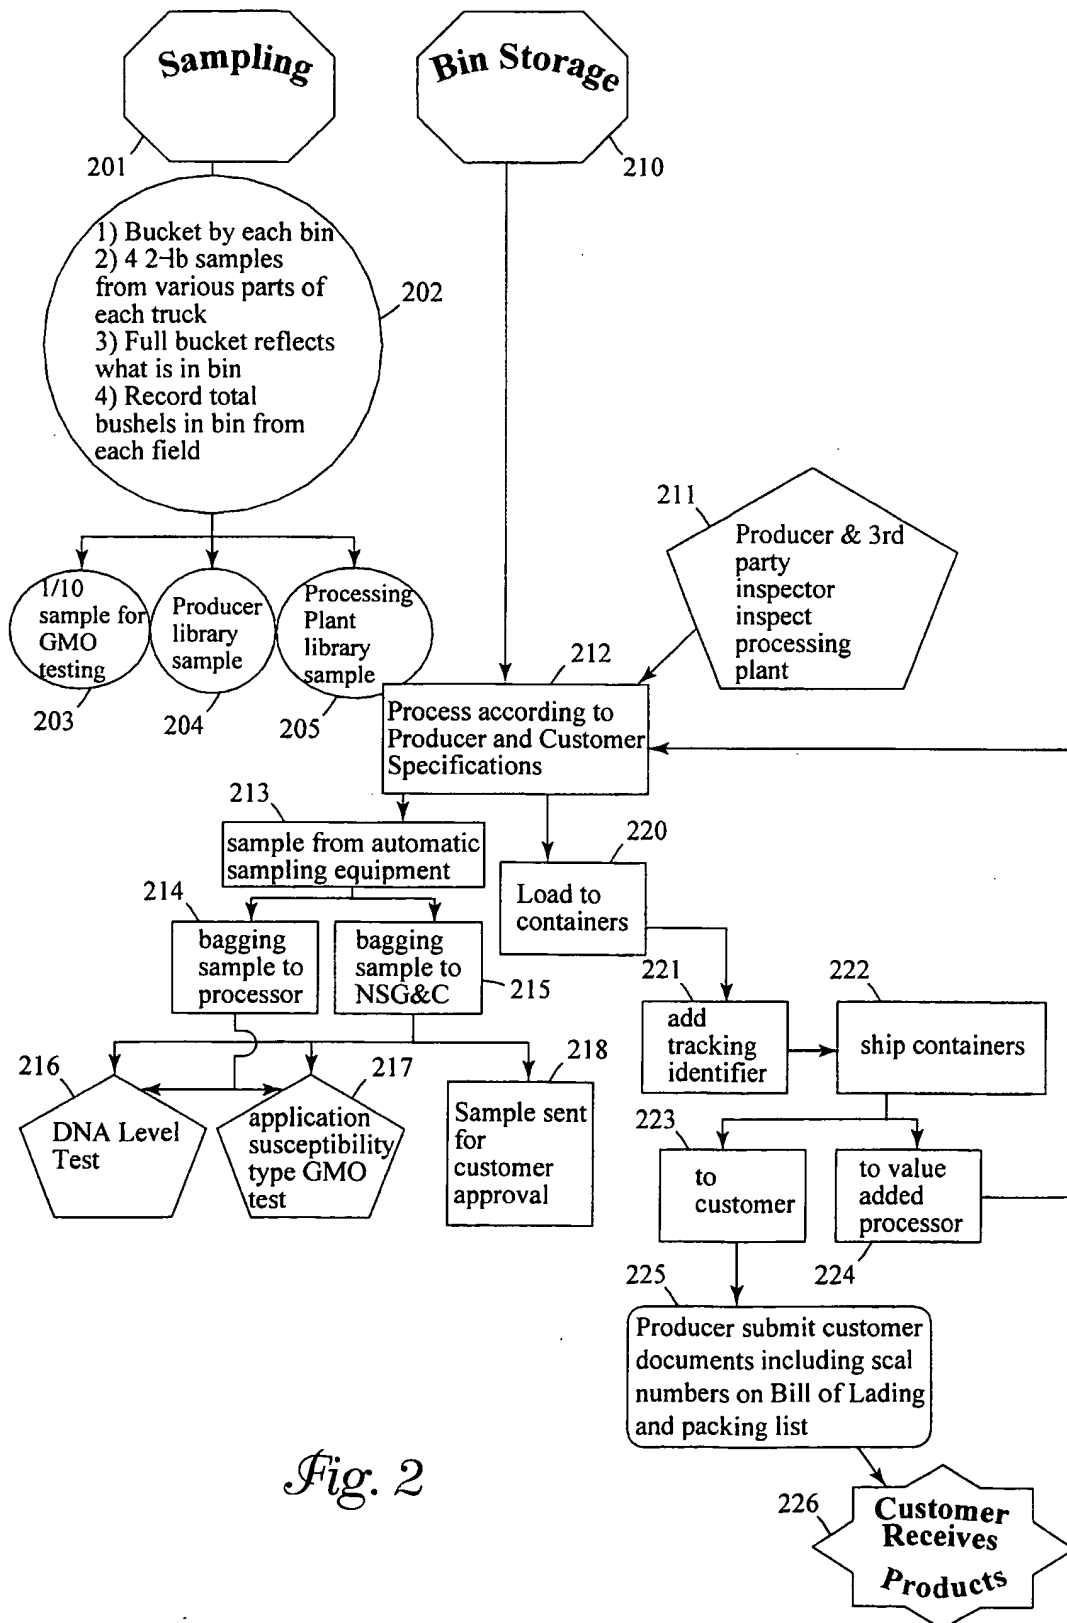 Sampling
Bin Storage
201
210
1) Bucket by each bin
2) 4 2-lb samples
from various parts of
each truck
3) Full bucket reflects
what is in bin
4) Record total
bushels in bin from
each field
202
1/10
sample for
GMO
testing
203
Producer
library
sample
204
Processing
Plant
library
sample
205
211
Producer & 3rd
party
inspector
inspect
processing
plant
212
Process according to
Producer and Customer
Specifications
213
sample from automatic
sampling equipment
220
Load to
containers
214
bagging
sample to
processor
bagging
sample to
NSG&C
215
221
add
tracking
identifier
222
ship containers
216
DNA Level
Test
217
application
susceptibility
type GMO
test
218
Sample sent
for
customer
approval
223
to
customer
to value
added
processor
224
225
Producer submit customer
documents including scal
numbers on Bill of Lading
and packing list
Fig. 2
226
Customer
Receives
Products